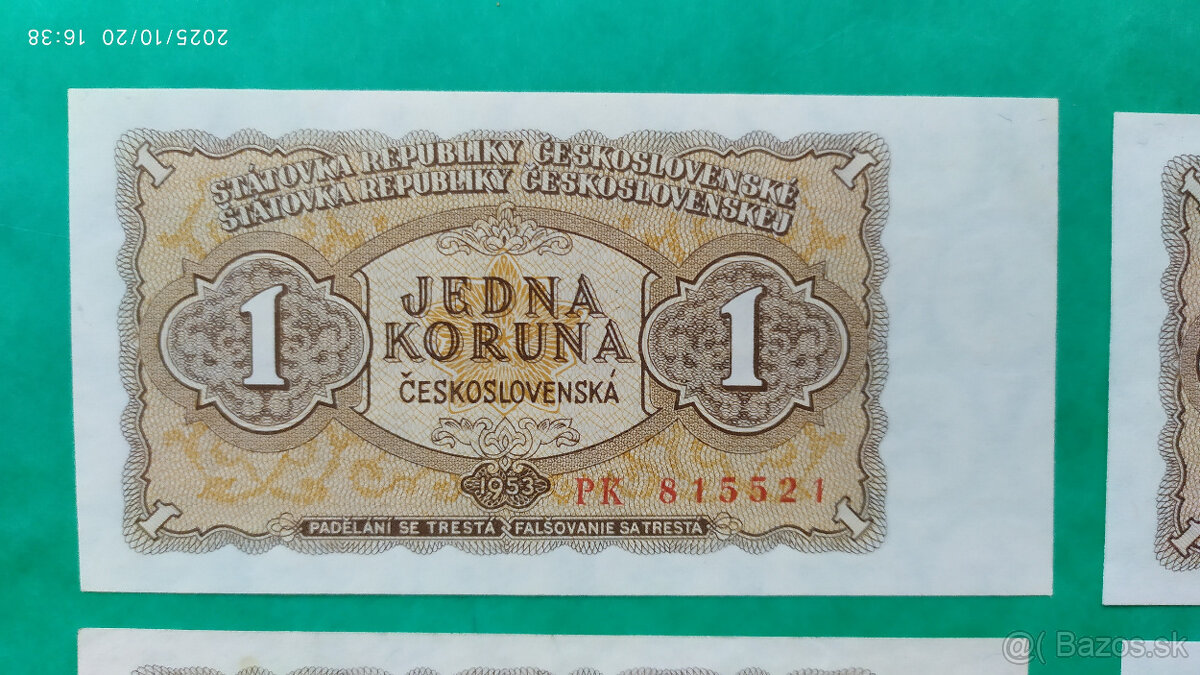 2025/10/20 16:38
STÁTOVKA REPUBLIKY ČESKOSLOVENSKÉ
ŠTÁTOVKA REPUBLIKY ČESKOSLOVENSKEJ
1 1
1 JEDNA 1
KORUNA
ČESKOSLOVENSKÁ
1953 PK 815521
1 1
PADĚLÁNÍ SE TRESTÁ FALŠOVANIE SA TRESTÁ
@( Bazos.sk